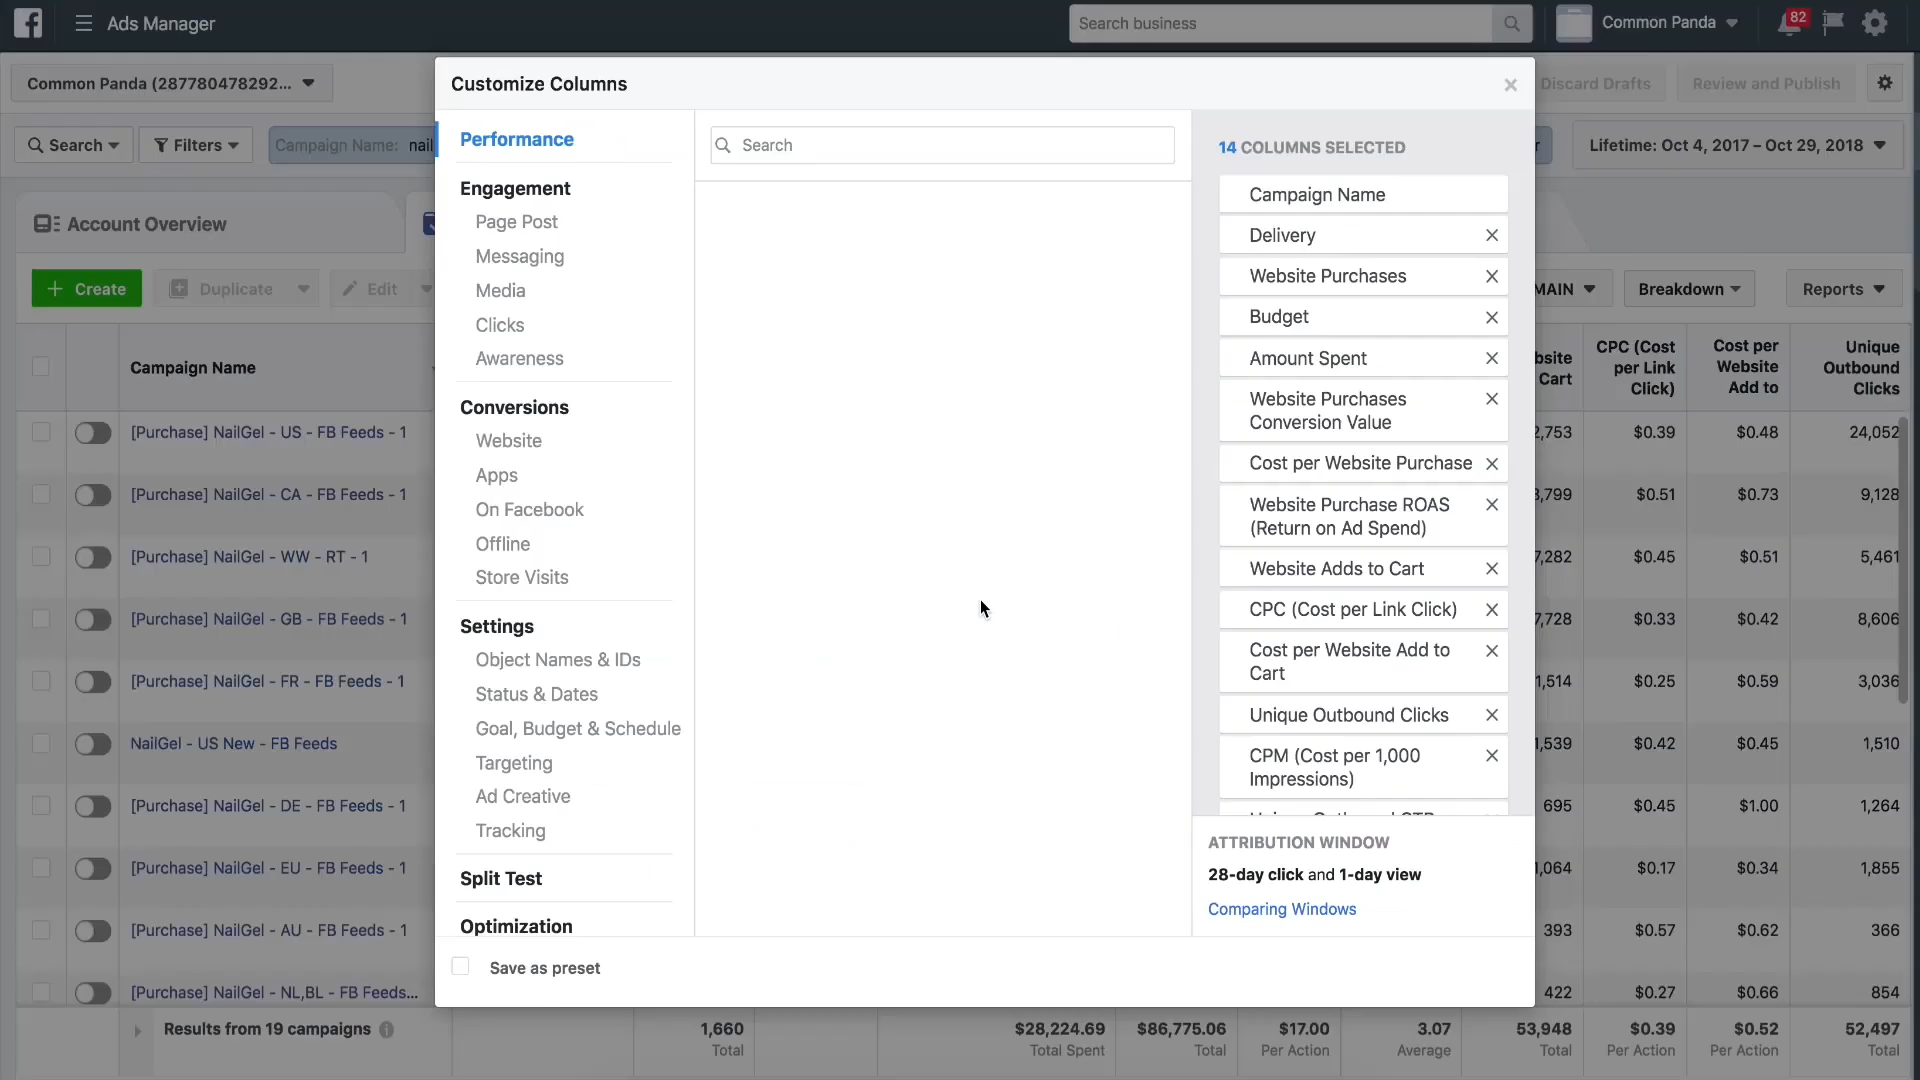 Ads Manager
Search business
Common Panda
82
Common Panda (287780478292...
Discard Drafts
Review and Publish
Search
Filters
Campaign Name: nail
Lifetime: Oct 4, 2017 – Oct 29, 2018
Account Overview
+ Create
Duplicate
Edit
MAIN
Breakdown
Reports
Customize Columns
Performance
Engagement
Page Post
Messaging
Media
Clicks
Awareness
Conversions
Website
Apps
On Facebook
Offline
Store Visits
Settings
Object Names & IDs
Status & Dates
Goal, Budget & Schedule
Targeting
Ad Creative
Tracking
Split Test
Optimization
Save as preset
Search
14 COLUMNS SELECTED
Campaign Name
Delivery
Website Purchases
Budget
Amount Spent
Website Purchases
Conversion Value
Cost per Website Purchase
Website Purchase ROAS
(Return on Ad Spend)
Website Adds to Cart
CPC (Cost per Link Click)
Cost per Website Add to
Cart
Unique Outbound Clicks
CPM (Cost per 1,000
Impressions)
ATTRIBUTION WINDOW
28-day click and 1-day view
Comparing Windows
Campaign Name
bsite
Cart
CPC (Cost
per Link
Click)
Cost per
Website
Add to
Unique
Outbound
Clicks
[Purchase] NailGel - US - FB Feeds - 1
2,753 $0.39 $0.48 24,052
[Purchase] NailGel - CA - FB Feeds - 1
3,799 $0.51 $0.73 9,128
[Purchase] NailGel - WW - RT - 1
7,282 $0.45 $0.51 5,461
[Purchase] NailGel - GB - FB Feeds - 1
7,728 $0.33 $0.42 8,606
[Purchase] NailGel - FR - FB Feeds - 1
1,514 $0.25 $0.59 3,036
NailGel - US New - FB Feeds
1,539 $0.42 $0.45 1,510
[Purchase] NailGel - DE - FB Feeds - 1
695 $0.45 $1.00 1,264
[Purchase] NailGel - EU - FB Feeds - 1
1,064 $0.17 $0.34 1,855
[Purchase] NailGel - AU - FB Feeds - 1
393 $0.57 $0.62 366
[Purchase] NailGel - NL,BL - FB Feeds...
422 $0.27 $0.66 854
Results from 19 campaigns
1,660 $28,224.69 $86,775.06 $17.00 3.07 53,948 $0.39 $0.52 52,497
Total Total Spent Total Per Action Average Total Per Action Per Action Total